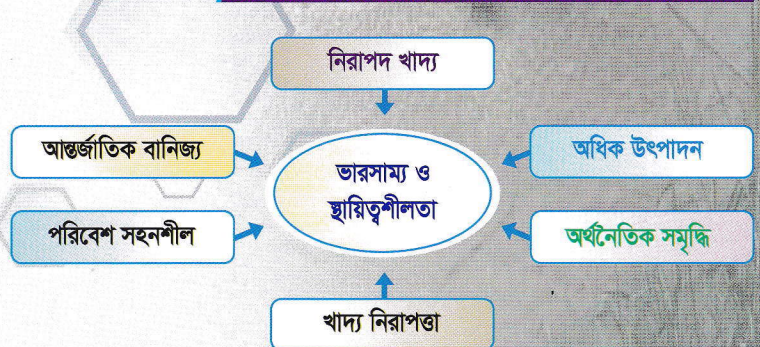 নিরাপদ খাদ্য
আন্তর্জাতিক বানিজ্য
অধিক উৎপাদন
ভারসাম্য ও
স্থায়িত্বশীলতা
পরিবেশ সহনশীল
অর্থনৈতিক সমৃদ্ধি
খাদ্য নিরাপত্তা